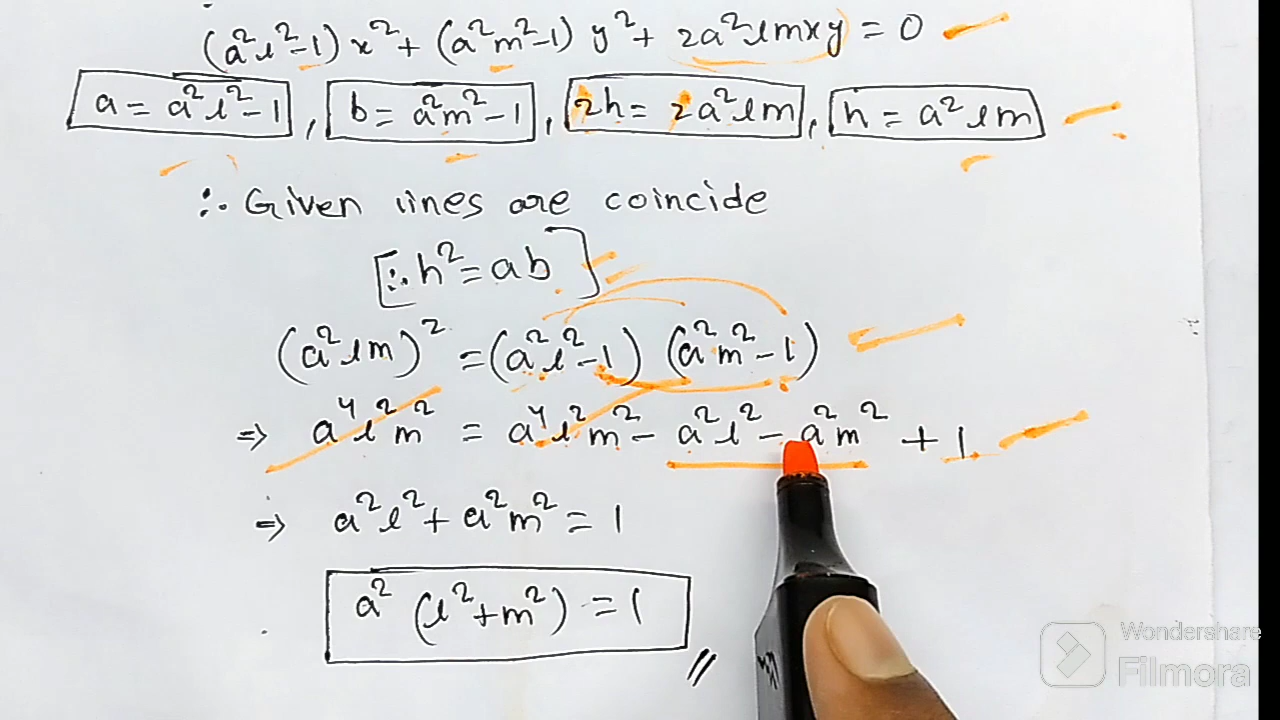 (a²l²-1) x² + (a²m²-1) y² + 2a²lmxy = 0
a = a²l²-1 , b = a²m²-1 , 2h = 2a²lm , h = a²lm
∴ Given lines are coincide
[∵ h² = ab]
(a²lm)² = (a²l²-1) (a²m²-1)
⇒ a⁴l²m² = a⁴l²m² - a²l² - a²m² + 1
⇒ a²l² + a²m² = 1
a² (l²+m²) = 1
Wondershare
Filmora